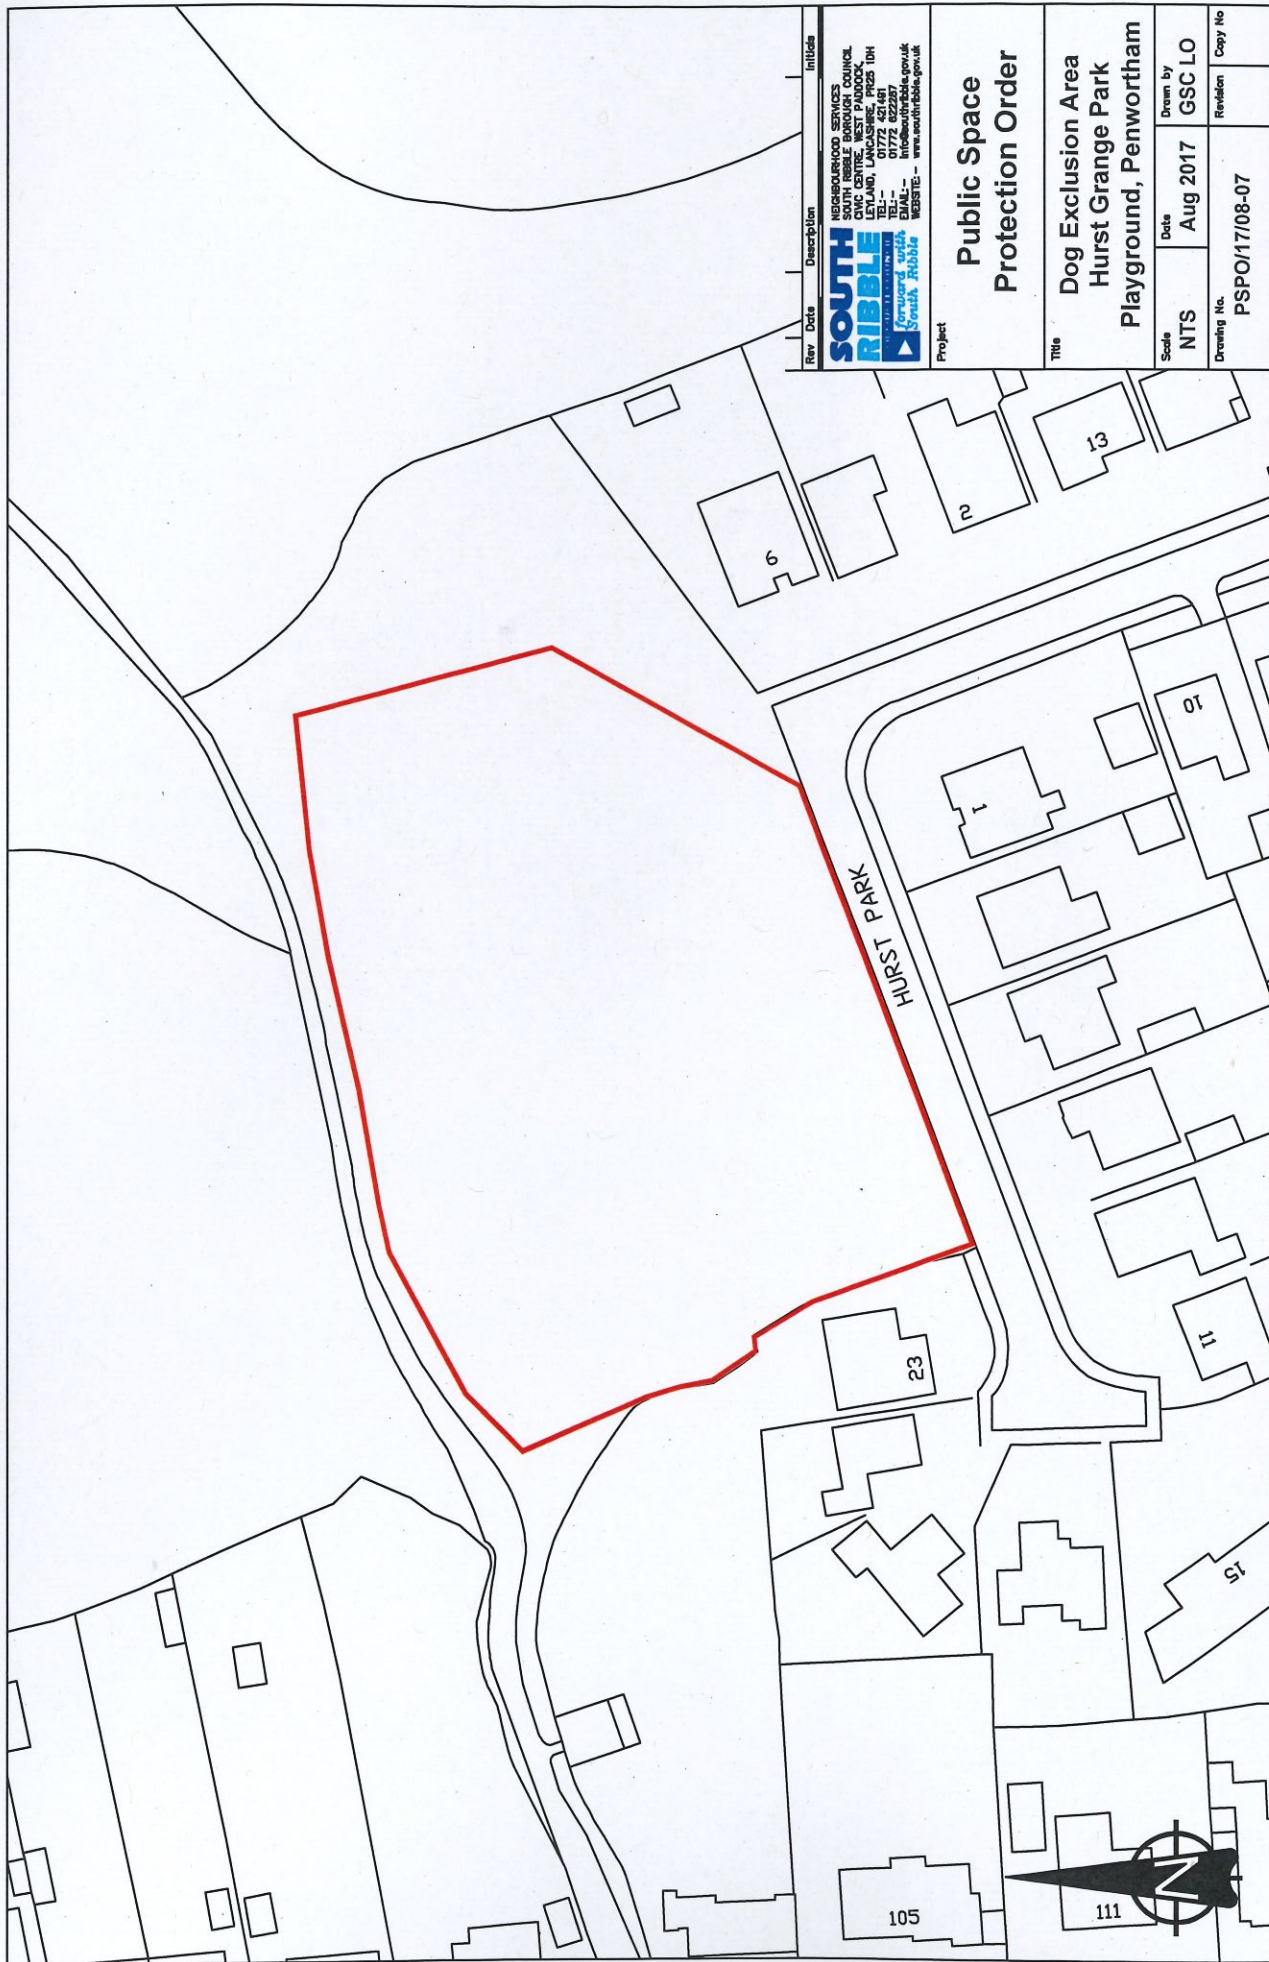 Rev Date Description Initials
SOUTH
RIBBLE
BOROUGH COUNCIL
forward with
South Ribble
NEIGHBOURHOOD SERVICES
SOUTH RIBBLE BOROUGH COUNCIL
CIVIC CENTRE, WEST PADDOCK,
LEYLAND, LANCASHIRE, PR25 1DH
TEL:- 01772 421491
TEL:- 01772 622287
EMAIL:- info@southribble.gov.uk
WEBSITE:- www.southribble.gov.uk
Project
Public Space
Protection Order
Title
Dog Exclusion Area
Hurst Grange Park
Playground, Penwortham
Scale
NTS
Date
Aug 2017
Drawn by
GSC LO
Drawing No.
PSPO/17/08-07
Revision
Copy No
HURST PARK
6
2
13
1
10
23
11
15
105
111
N